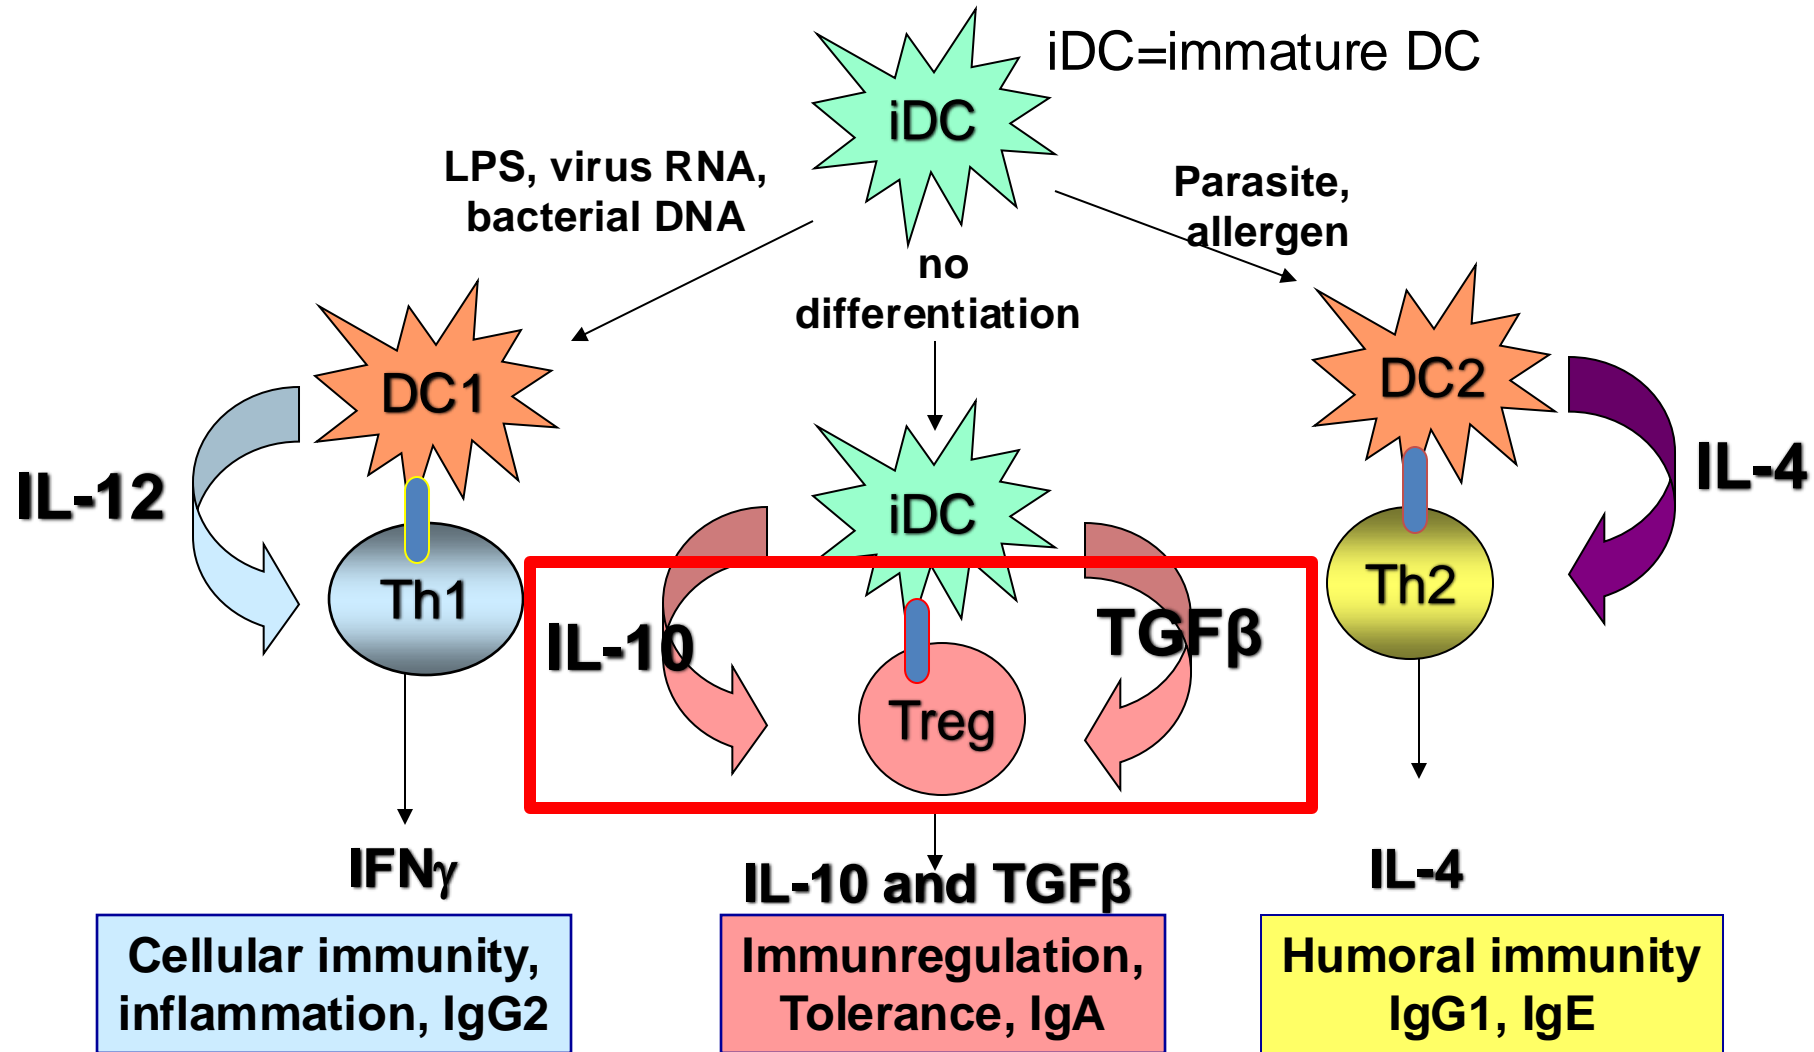 iDC=immature DC
iDC
LPS, virus RNA,
bacterial DNA
Parasite,
allergen
no
differentiation
DC1
DC2
IL-12
iDC
IL-4
Th1
Th2
IL-10
TGFβ
Treg
IFNγ
IL-10 and TGFβ
IL-4
Cellular immunity,
inflammation, IgG2
Immunregulation,
Tolerance, IgA
Humoral immunity
IgG1, IgE